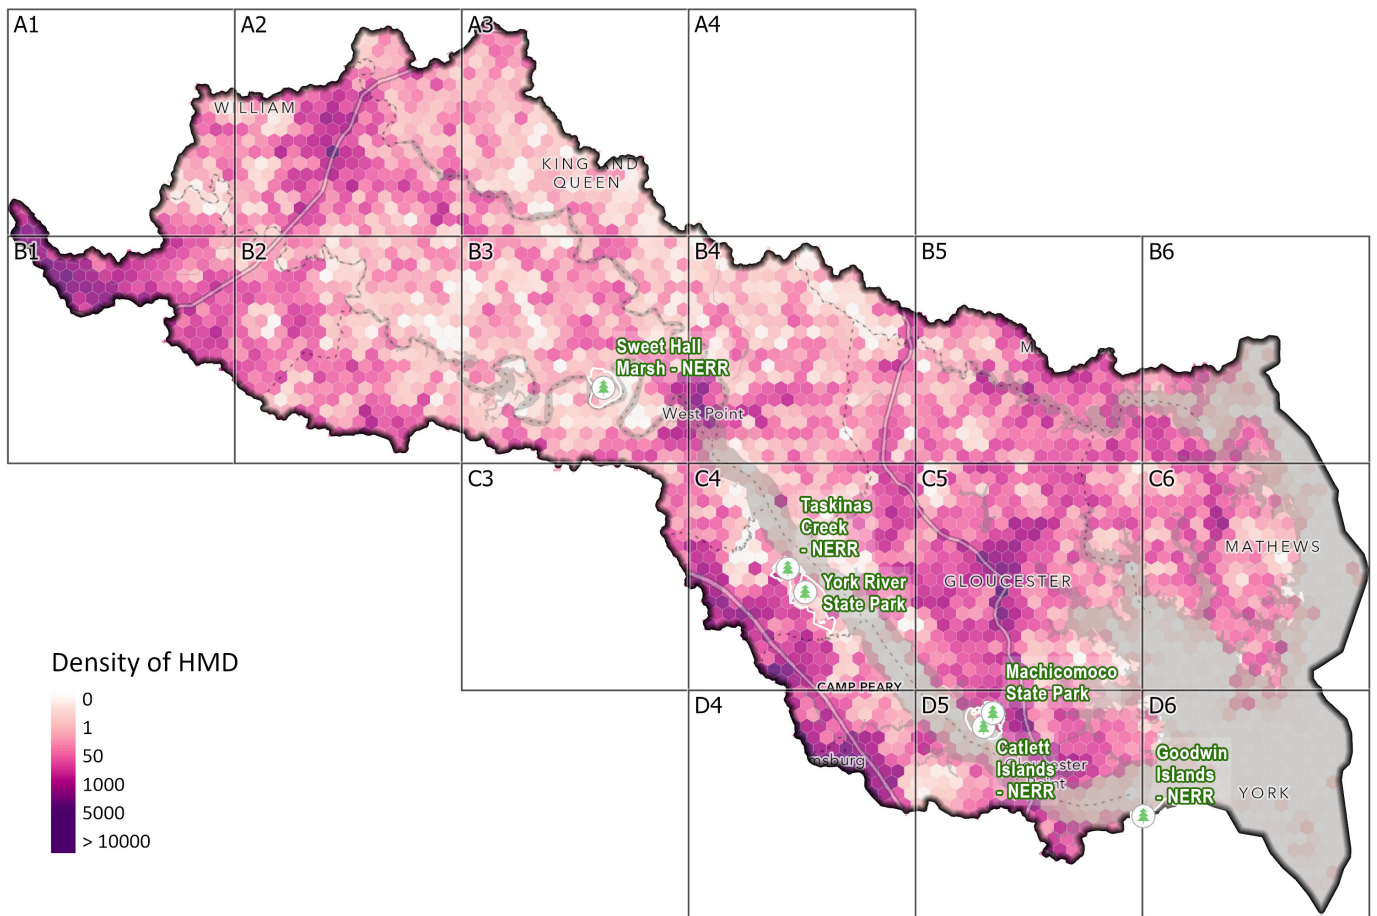 A1
A2
A3
A4
WILLIAM
KING AND
QUEEN
B1
B2
B3
B4
B5
B6
M
Sweet Hall
Marsh - NERR
West Point
C3
C4
C5
C6
Taskinas
Creek
- NERR
MATHEWS
GLOUCESTER
York River
State Park
Density of HMD
0
1
50
1000
5000
> 10000
Machicomoco
State Park
CAMP PEARY
D4
D5
D6
msburg
Catlett
Islands
- NERR
Gloucester
Point
Goodwin
Islands
- NERR
YORK